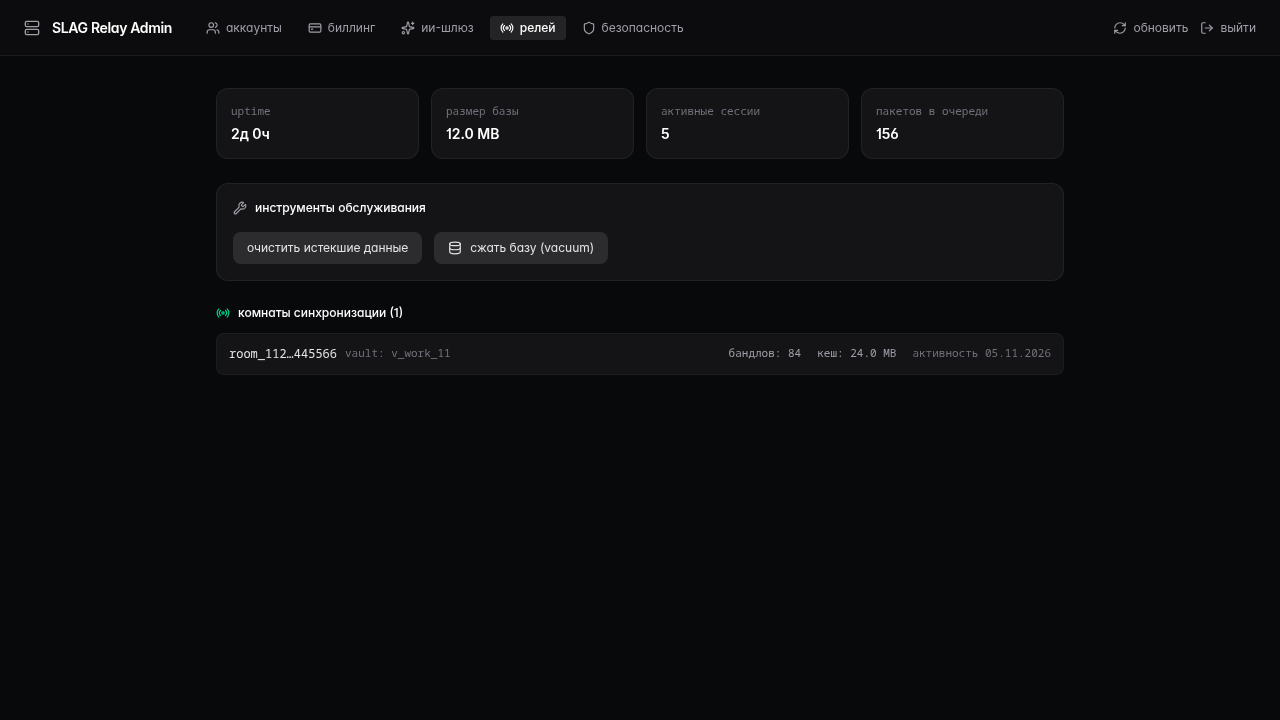 SLAG Relay Admin аккаунты биллинг ии-шлюз релей безопасность обновить выйти
uptime размер базы активные сессии пакетов в очереди
2д 0ч 12.0 MB 5 156
инструменты обслуживания
очистить истекшие данные сжать базу (vacuum)
комнаты синхронизации (1)
room_112…445566 vault: v_work_11 бандлов: 84 кеш: 24.0 MB активность 05.11.2026